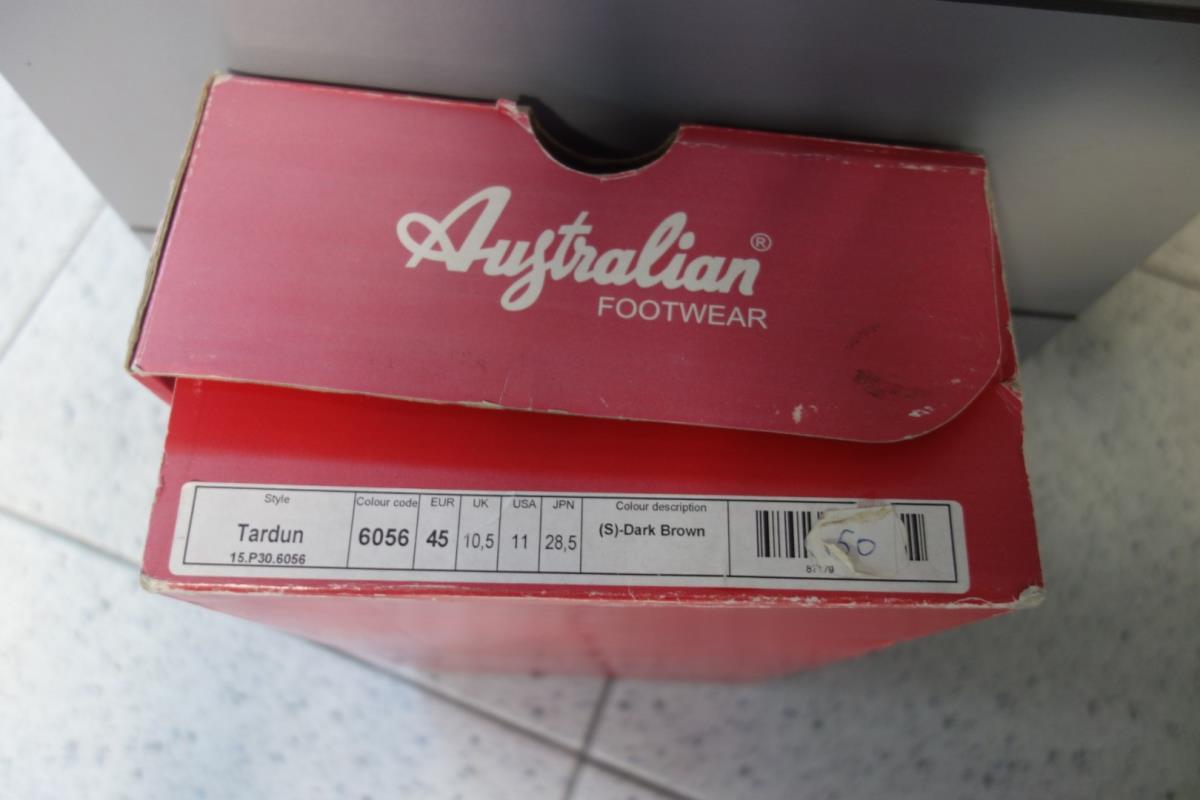 Australian ®
FOOTWEAR
Style Colour code EUR UK USA JPN Colour description
Tardun 6056 45 10,5 11 28,5 (S)-Dark Brown
15.P30.6056
50